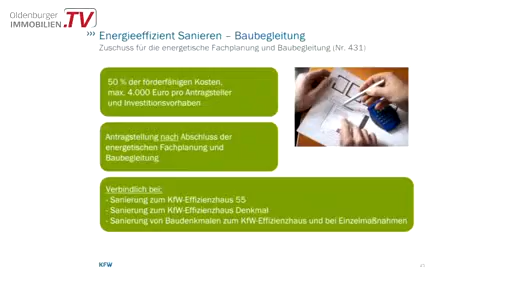 Oldenburger
IMMOBILIEN.TV
››› Energieeffizient Sanieren – Baubegleitung
Zuschuss für die energetische Fachplanung und Baubegleitung (Nr. 431)
50 % der förderfähigen Kosten,
max. 4.000 Euro pro Antragsteller
und Investitionsvorhaben
Antragstellung nach Abschluss der
energetischen Fachplanung und
Baubegleitung
Verbindlich bei:
- Sanierung zum KfW-Effizienzhaus 55
- Sanierung zum KfW-Effizienzhaus Denkmal
- Sanierung von Baudenkmalen zum KfW-Effizienzhaus und bei Einzelmaßnahmen
KFW